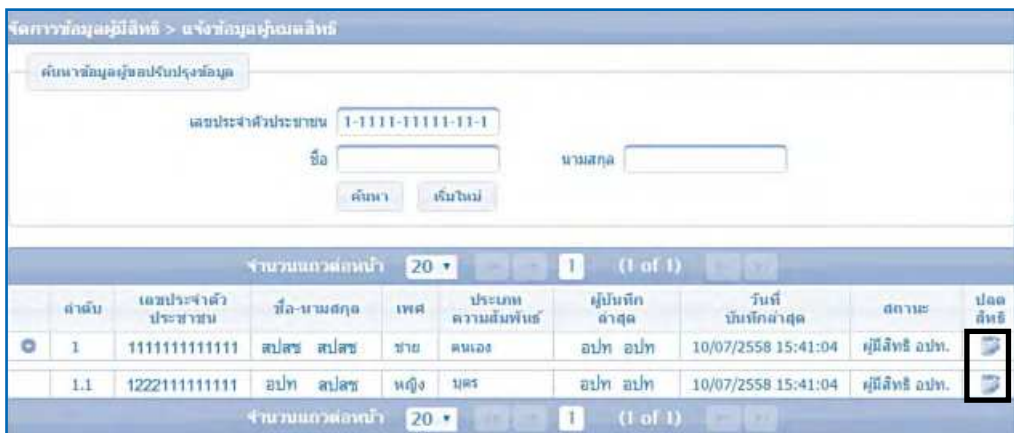 จัดการข้อมูลผู้มีสิทธิ > แจ้งข้อมูลผู้หมดสิทธิ
ค้นหาข้อมูลผู้ขอปรับปรุงข้อมูล
เลขประจำตัวประชาชน 1-1111-11111-11-1
ชื่อ นามสกุล
ค้นหา เริ่มใหม่
จำนวนแถวต่อหน้า 20 1 (1 of 1)
ลำดับ เลขประจำตัวประชาชน ชื่อ-นามสกุล เพศ ประเภทความสัมพันธ์ ผู้บันทึกล่าสุด วันที่บันทึกล่าสุด สถานะ ปลดสิทธิ
1 1111111111111 สปสช สปสช ชาย ตนเอง อปท อปท 10/07/2558 15:41:04 ผู้มีสิทธิ อปท.
1.1 1222111111111 อปท สปสช หญิง บุตร อปท อปท 10/07/2558 15:41:04 ผู้มีสิทธิ อปท.
จำนวนแถวต่อหน้า 20 1 (1 of 1)